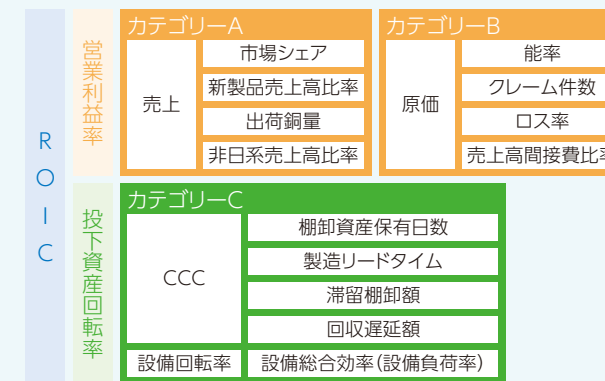 ROIC
営業利益率
カテゴリーA
売上
市場シェア
新製品売上高比率
出荷銅量
非日系売上高比率
カテゴリーB
原価
能率
クレーム件数
ロス率
売上高間接費比率
投下資産回転率
カテゴリーC
CCC
棚卸資産保有日数
製造リードタイム
滞留棚卸額
回収遅延額
設備回転率
設備総合効率(設備負荷率)